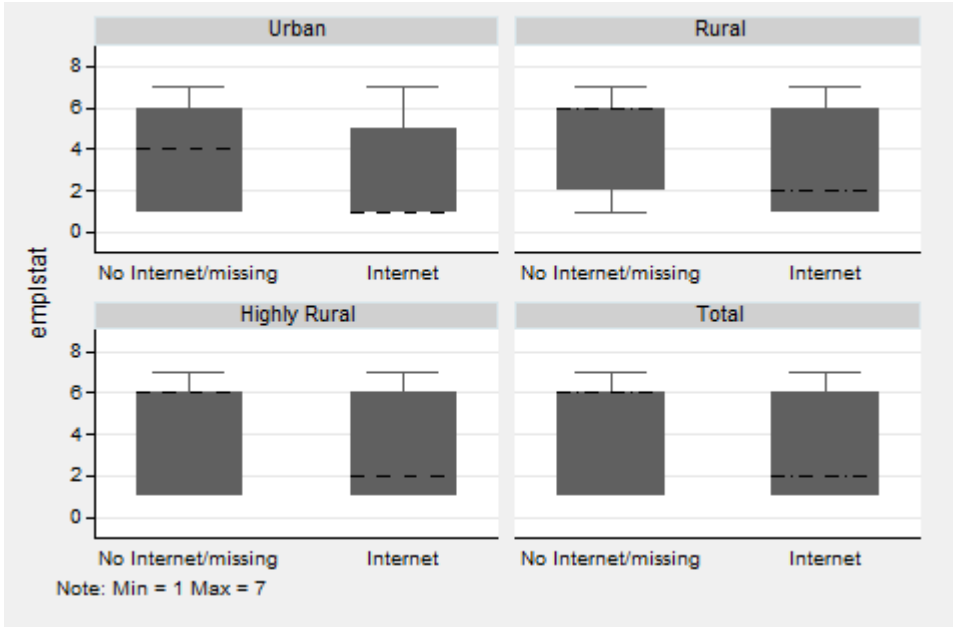 Urban
Rural
8
6
4
2
0
No Internet/missing
Internet
No Internet/missing
Internet
emplstat
Highly Rural
Total
8
6
4
2
0
No Internet/missing
Internet
No Internet/missing
Internet
Note: Min = 1 Max = 7